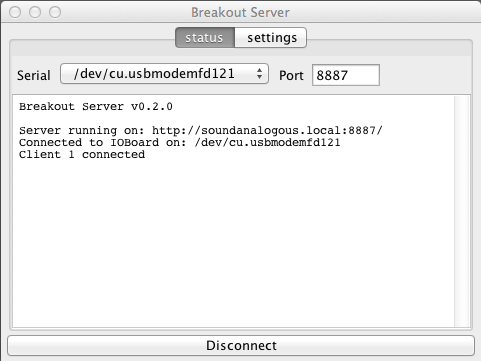 Breakout Server
status settings
Serial /dev/cu.usbmodemfd121 Port 8887
Breakout Server v0.2.0
Server running on: http://soundanalogous.local:8887/
Connected to IOBoard on: /dev/cu.usbmodemfd121
Client 1 connected
Disconnect